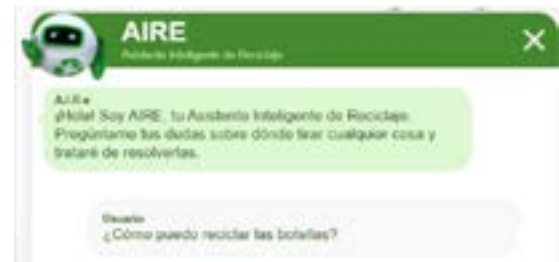 AIRE
Asistente Inteligente de Reciclaje
A.I.R.e
¡Hola! Soy AIRE, tu Asistente Inteligente de Reciclaje.
Pregúntame tus dudas sobre dónde tirar cualquier cosa y
trataré de resolverlas.
Usuario
¿Cómo puedo reciclar las botellas?